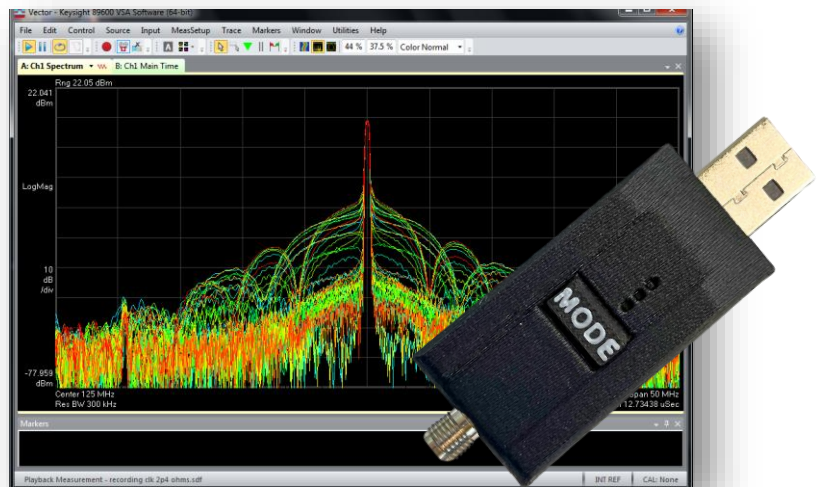 Vector - Keysight 89600 VSA Software (64-bit)
File Edit Control Source Input MeasSetup Trace Markers Window Utilities Help
A 44 % 37.5 % Color Normal
A: Ch1 Spectrum B: Ch1 Main Time
Rng 22.05 dBm
22.041
dBm
LogMag
10
dB
/div
-77.959
dBm
Center 125 MHz
Span 50 MHz
Res BW 300 kHz
12.73438 uSec
Markers
Playback Measurement - recording clk 2p4 ohms.sdf INT REF CAL: None
MODE